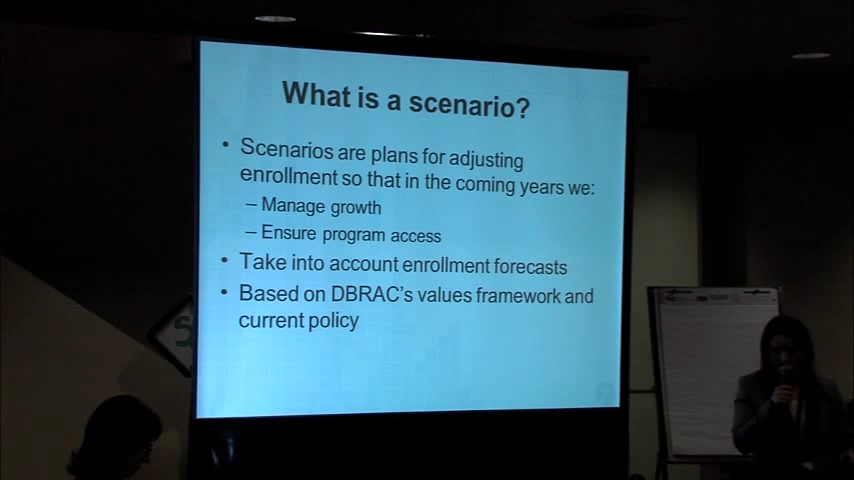 What is a scenario?
• Scenarios are plans for adjusting
enrollment so that in the coming years we:
– Manage growth
– Ensure program access
• Take into account enrollment forecasts
• Based on DBRAC's values framework and
current policy